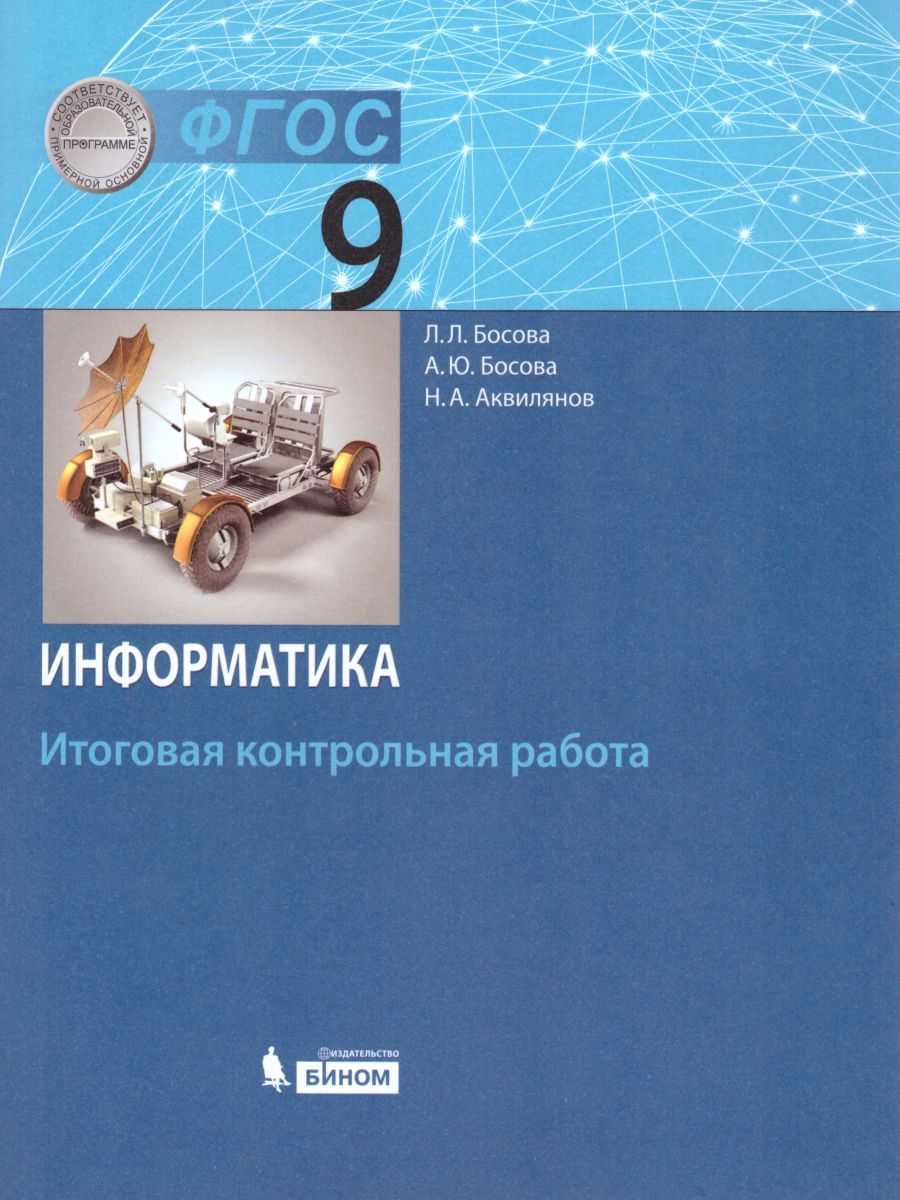 СООТВЕТСТВУЕТ
ПРИМЕРНОЙ ОСНОВНОЙ
ОБРАЗОВАТЕЛЬНОЙ
ПРОГРАММЕ
ФГОС
9
Л. Л. Босова
А. Ю. Босова
Н. А. Аквилянов
ИНФОРМАТИКА
Итоговая контрольная работа
ИЗДАТЕЛЬСТВО
БИНОМ